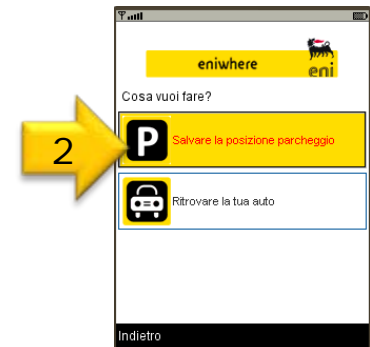 eniwhere
eni
Cosa vuoi fare?
2
P
Salvare la posizione parcheggio
Ritrovare la tua auto
Indietro